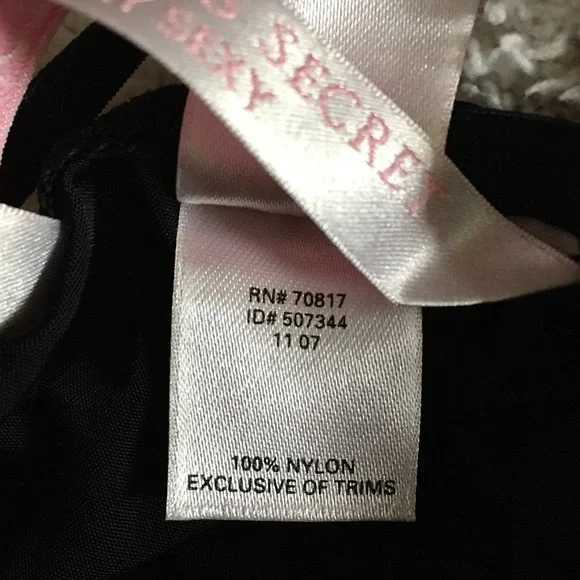 SECRET
SEXY
RN# 70817
ID# 507344
11 07
100% NYLON
EXCLUSIVE OF TRIMS